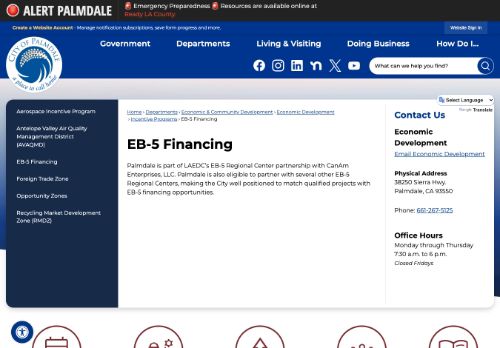 ALERT PALMDALE
Emergency Preparedness Resources are available online at
Ready LA County.
Create a Website Account - Manage notification subscriptions, save form progress and more.
Website Sign In
CITY OF PALMDALE
a place to call home
Government
Departments
Living & Visiting
Doing Business
How Do I...
What can we help you find?
Select Language
Google Translate
Aerospace Incentive Program
Antelope Valley Air Quality
Management District
(AVAQMD)
EB-5 Financing
Foreign Trade Zone
Opportunity Zones
Recycling Market Development
Zone (RMDZ)
Home › Departments › Economic & Community Development › Economic Development
› Incentive Programs › EB-5 Financing
EB-5 Financing
Palmdale is part of LAEDC's EB-5 Regional Center partnership with CanAm
Enterprises, LLC. Palmdale is also eligible to partner with several other EB-5
Regional Centers, making the City well positioned to match qualified projects with
EB-5 financing opportunities.
Contact Us
Economic
Development
Email Economic Development
Physical Address
38250 Sierra Hwy.
Palmdale, CA 93550
Phone: 661-267-5125
Office Hours
Monday through Thursday
7:30 a.m. to 6 p.m.
Closed Fridays